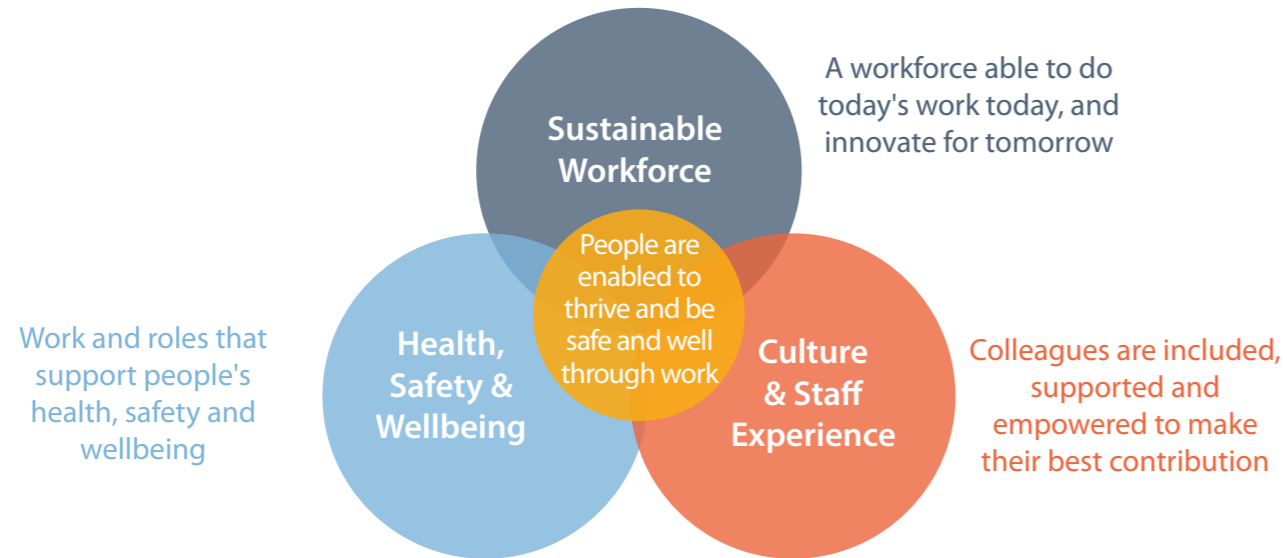 Sustainable
Workforce
A workforce able to do
today's work today, and
innovate for tomorrow
People are
enabled to
thrive and be
safe and well
through work
Work and roles that
support people's
health, safety and
wellbeing
Health,
Safety &
Wellbeing
Culture
& Staff
Experience
Colleagues are included,
supported and
empowered to make
their best contribution